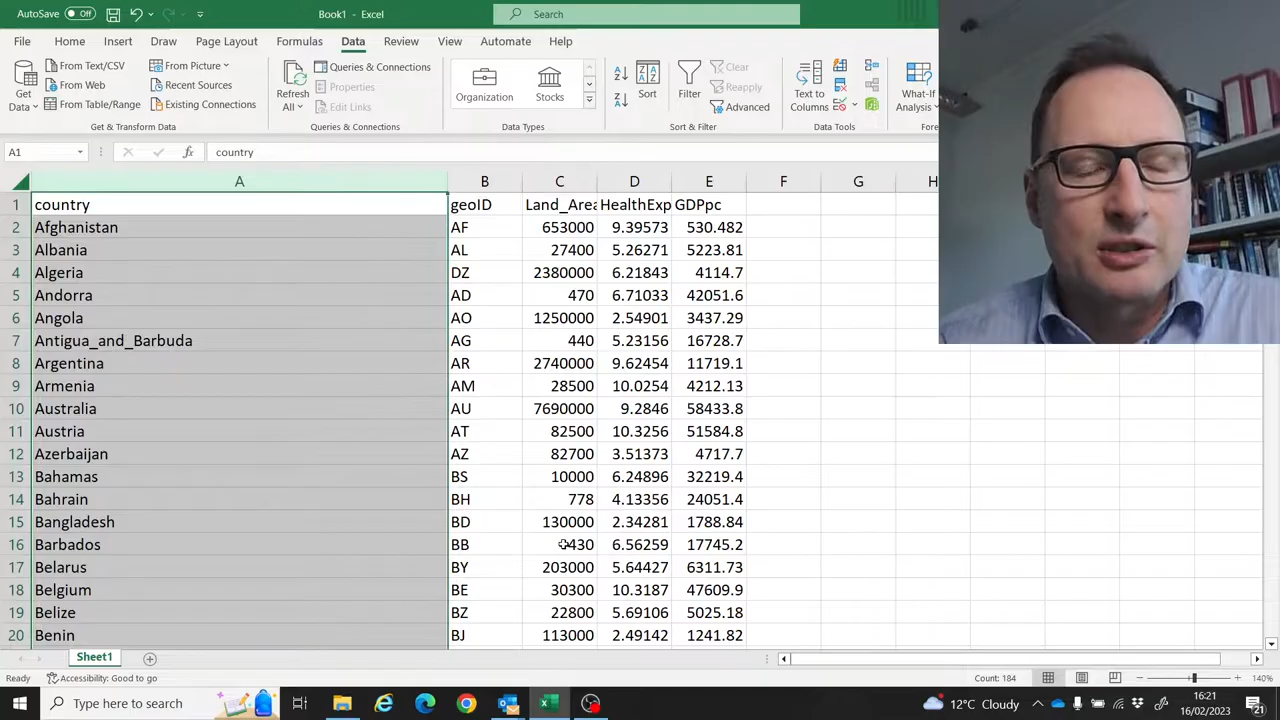 AutoSave Off Book1 - Excel Search
File Home Insert Draw Page Layout Formulas Data Review View Automate Help
Get Data
From Text/CSV
From Web
From Table/Range
From Picture
Recent Sources
Existing Connections
Get & Transform Data
Refresh All
Queries & Connections
Properties
Edit Links
Queries & Connections
Organization
Stocks
Data Types
Sort
Filter
Clear
Reapply
Advanced
Sort & Filter
Text to Columns
Data Tools
What-If Analysis
Fore
A1 fx country
A B C D E F G H
1 country geoID Land_Area HealthExp GDPpc
2 Afghanistan AF 653000 9.39573 530.482
3 Albania AL 27400 5.26271 5223.81
4 Algeria DZ 2380000 6.21843 4114.7
5 Andorra AD 470 6.71033 42051.6
6 Angola AO 1250000 2.54901 3437.29
7 Antigua_and_Barbuda AG 440 5.23156 16728.7
8 Argentina AR 2740000 9.62454 11719.1
9 Armenia AM 28500 10.0254 4212.13
10 Australia AU 7690000 9.2846 58433.8
11 Austria AT 82500 10.3256 51584.8
12 Azerbaijan AZ 82700 3.51373 4717.7
13 Bahamas BS 10000 6.24896 32219.4
14 Bahrain BH 778 4.13356 24051.4
15 Bangladesh BD 130000 2.34281 1788.84
16 Barbados BB 430 6.56259 17745.2
17 Belarus BY 203000 5.64427 6311.73
18 Belgium BE 30300 10.3187 47609.9
19 Belize BZ 22800 5.69106 5025.18
20 Benin BJ 113000 2.49142 1241.82
Sheet1
Ready Accessibility: Good to go Count: 184 140%
Type here to search 12°C Cloudy 16:21
16/02/2023 21